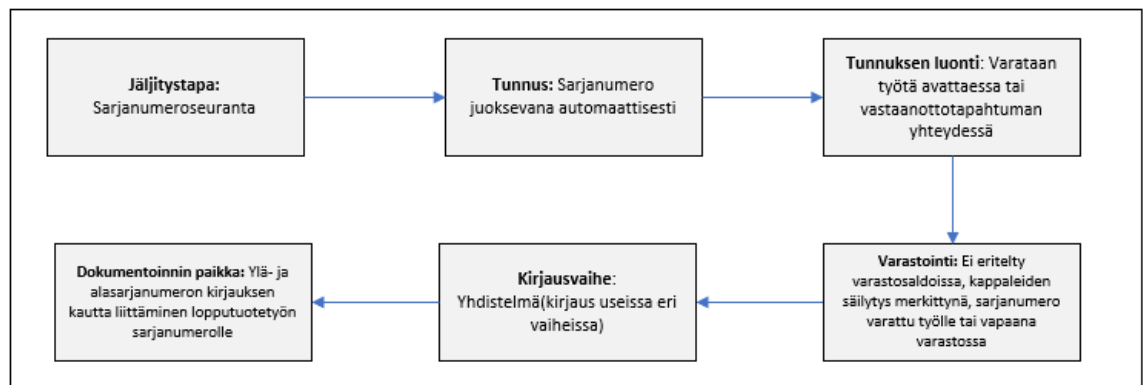 Jäljitystapa:
Sarjanumeroseuranta
Tunnus: Sarjanumero
juoksevana automaattisesti
Tunnuksen luonti: Varataan
työtä avattaessa tai
vastaanottotapahtuman
yhteydessä
Varastointi: Ei eritelty
varastosaldoissa, kappaleiden
säilytys merkittynä, sarjanumero
varattu työlle tai vapaana
varastossa
Kirjausvaihe:
Yhdistelmä(kirjaus useissa eri
vaiheissa)
Dokumentoinnin paikka: Ylä- ja
alasarjanumeron kirjauksen
kautta liittäminen lopputuotetyön
sarjanumerolle